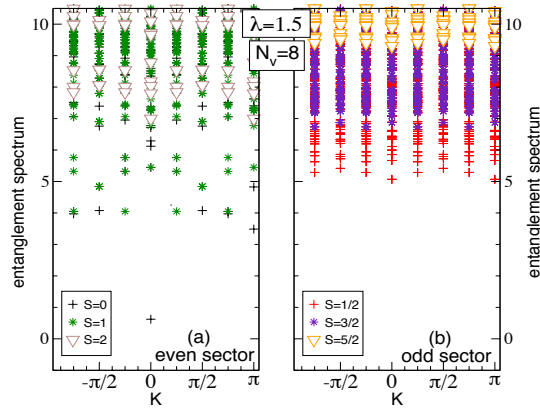 λ=1.5
N_v=8
10
5
0
entanglement spectrum
S=0
S=1
S=2
(a)
even sector
-π/2
0
π/2
π
K
S=1/2
S=3/2
S=5/2
(b)
odd sector
-π/2
0
π/2
π
K
10
5
0
entanglement spectrum